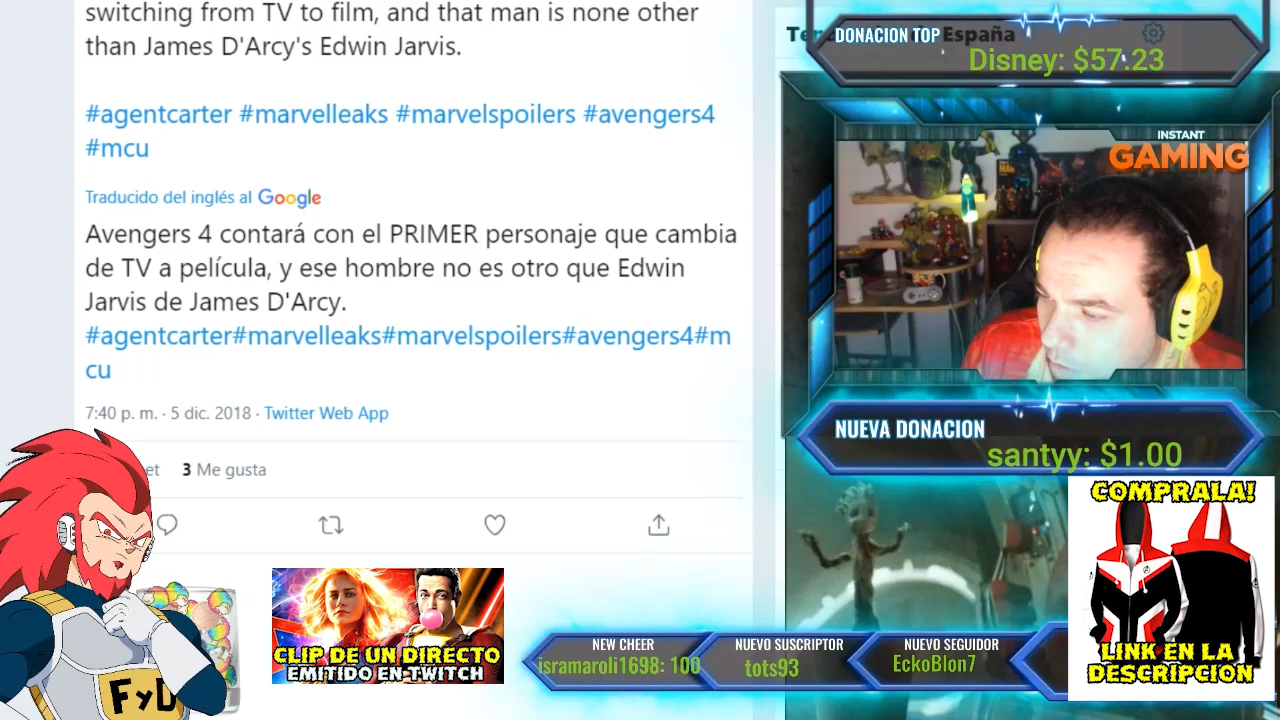 switching from TV to film, and that man is none other
than James D'Arcy's Edwin Jarvis.
#agentcarter #marvelleaks #marvelspoilers #avengers4
#mcu
Traducido del inglés al Google
Avengers 4 contará con el PRIMER personaje que cambia
de TV a película, y ese hombre no es otro que Edwin
Jarvis de James D'Arcy.
#agentcarter#marvelleaks#marvelspoilers#avengers4#m
cu
7:40 p. m. · 5 dic. 2018 · Twitter Web App
3 Me gusta
España
DONACION TOP
Disney: $57.23
INSTANT
GAMING
NUEVA DONACION
santyy: $1.00
COMPRALA!
LINK EN LA
DESCRIPCION
FyD
CLIP DE UN DIRECTO
EMITIDO EN TWITCH
NEW CHEER
isramaroli1698: 100
NUEVO SUSCRIPTOR
tots93
NUEVO SEGUIDOR
EckoBlon7